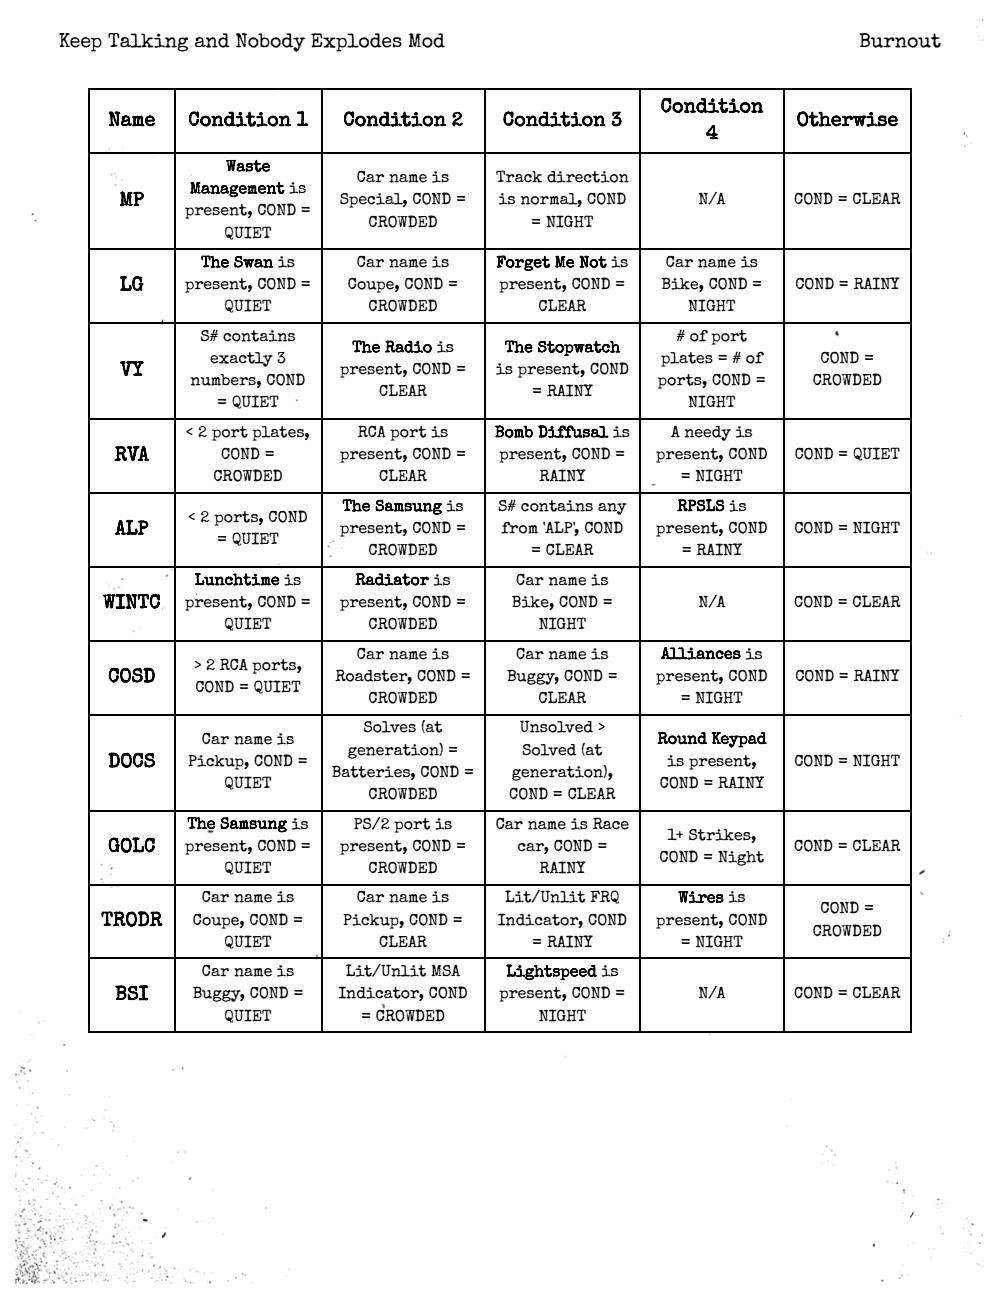 Keep Talking and Nobody Explodes Mod
Burnout
Name
Condition 1
Condition 2
Condition 3
Condition
4
Otherwise
MP
Waste
Management is
present, COND =
QUIET
Car name is
Special, COND =
CROWDED
Track direction
is normal, COND
= NIGHT
N/A
COND = CLEAR
LG
The Swan is
present, COND =
QUIET
Car name is
Coupe, COND =
CROWDED
Forget Me Not is
present, COND =
CLEAR
Car name is
Bike, COND =
NIGHT
COND = RAINY
VY
S# contains
exactly 3
numbers, COND
= QUIET
The Radio is
present, COND =
CLEAR
The Stopwatch
is present, COND
= RAINY
# of port
plates = # of
ports, COND =
NIGHT
COND =
CROWDED
RVA
< 2 port plates,
COND =
CROWDED
RCA port is
present, COND =
CLEAR
Bomb Diffusal is
present, COND =
RAINY
A needy is
present, COND
= NIGHT
COND = QUIET
ALP
< 2 ports, COND
= QUIET
The Samsung is
present, COND =
CROWDED
S# contains any
from 'ALP', COND
= CLEAR
RPSLS is
present, COND
= RAINY
COND = NIGHT
WINTC
Lunchtime is
present, COND =
QUIET
Radiator is
present, COND =
CROWDED
Car name is
Bike, COND =
NIGHT
N/A
COND = CLEAR
COSD
> 2 RCA ports,
COND = QUIET
Car name is
Roadster, COND =
CROWDED
Car name is
Buggy, COND =
CLEAR
Alliances is
present, COND
= NIGHT
COND = RAINY
DOCS
Car name is
Pickup, COND =
QUIET
Solves (at
generation) =
Batteries, COND =
CROWDED
Unsolved >
Solved (at
generation),
COND = CLEAR
Round Keypad
is present,
COND = RAINY
COND = NIGHT
GOLC
The Samsung is
present, COND =
QUIET
PS/2 port is
present, COND =
CROWDED
Car name is Race
car, COND =
RAINY
1+ Strikes,
COND = Night
COND = CLEAR
TRODR
Car name is
Coupe, COND =
QUIET
Car name is
Pickup, COND =
CLEAR
Lit/Unlit FRQ
Indicator, COND
= RAINY
Wires is
present, COND
= NIGHT
COND =
CROWDED
BSI
Car name is
Buggy, COND =
QUIET
Lit/Unlit MSA
Indicator, COND
= CROWDED
Lightspeed is
present, COND =
NIGHT
N/A
COND = CLEAR